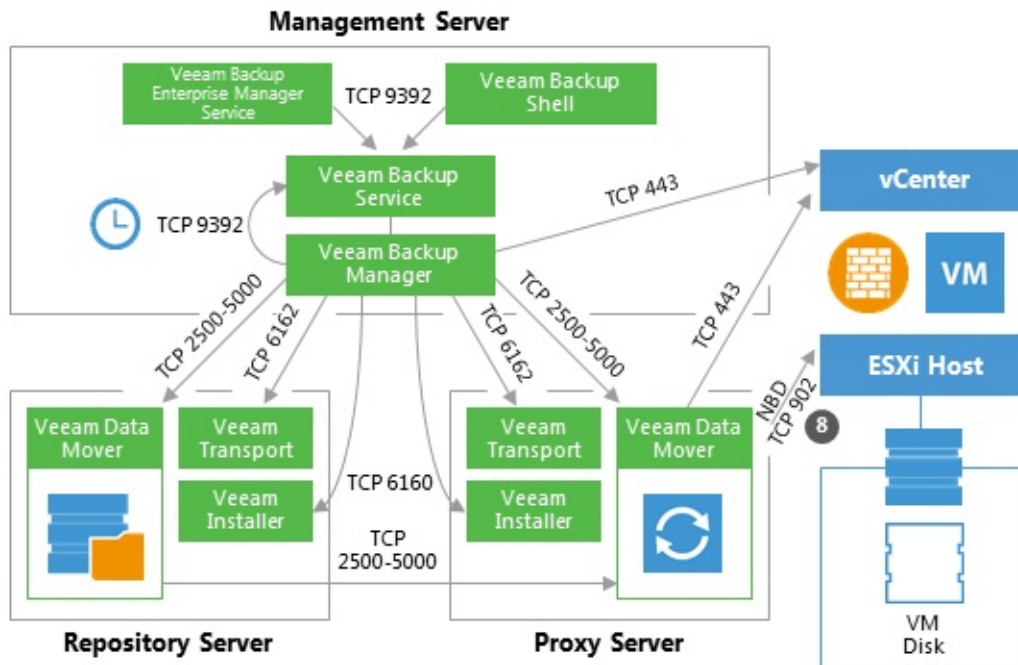 Management Server
Veeam Backup
Enterprise Manager
Service
TCP 9392
Veeam Backup
Shell
Veeam Backup
Service
TCP 9392
Veeam Backup
Manager
TCP 443
vCenter
VM
TCP 2500-5000
TCP 6162
TCP 6162
TCP 2500-5000
TCP 443
ESXi Host
NBD
TCP 902
8
Veeam Data
Mover
Veeam
Transport
Veeam
Installer
TCP 6160
TCP
2500-5000
Veeam
Transport
Veeam
Installer
Veeam Data
Mover
VM
Disk
Repository Server
Proxy Server